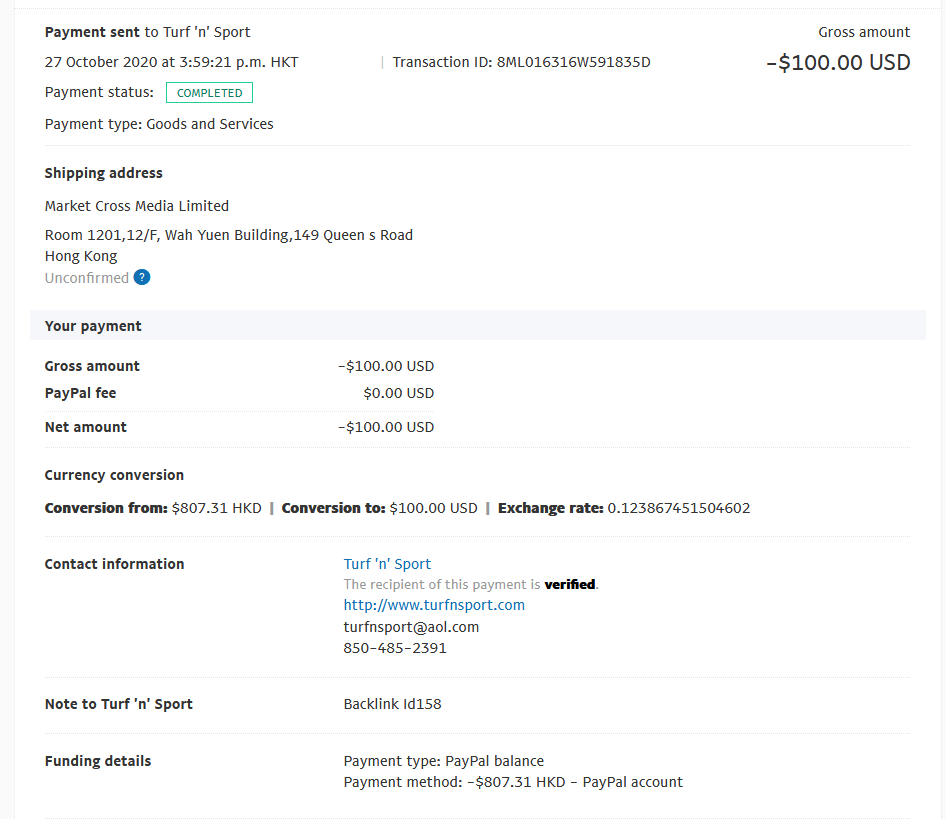 Payment sent to Turf 'n' Sport
Gross amount
27 October 2020 at 3:59:21 p.m. HKT | Transaction ID: 8ML016316W591835D
-$100.00 USD
Payment status: COMPLETED
Payment type: Goods and Services
Shipping address
Market Cross Media Limited
Room 1201,12/F, Wah Yuen Building,149 Queen s Road
Hong Kong
Unconfirmed ?
Your payment
Gross amount -$100.00 USD
PayPal fee $0.00 USD
Net amount -$100.00 USD
Currency conversion
Conversion from: $807.31 HKD | Conversion to: $100.00 USD | Exchange rate: 0.123867451504602
Contact information Turf 'n' Sport
The recipient of this payment is verified.
http://www.turfnsport.com
turfnsport@aol.com
850-485-2391
Note to Turf 'n' Sport Backlink Id158
Funding details Payment type: PayPal balance
Payment method: -$807.31 HKD - PayPal account